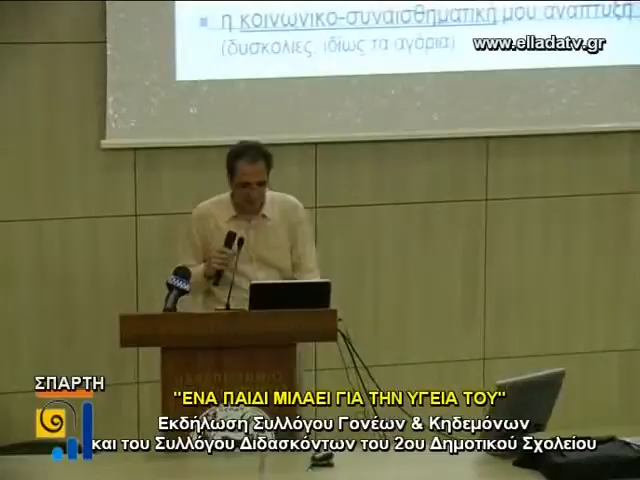 η κοινωνικο-συναισθηματική μου ανάπτυξη
(δυσκολίες, ιδίως τα αγόρια)
www.elladatv.gr
ΣΠΑΡΤΗ
"ΕΝΑ ΠΑΙΔΙ ΜΙΛΑΕΙ ΓΙΑ ΤΗΝ ΥΓΕΙΑ ΤΟΥ"
Εκδήλωσή Συλλόγου Γονέων & Κηδεμόνων
και του Συλλόγου Διδασκόντων του 2ου Δημοτικού Σχολείου